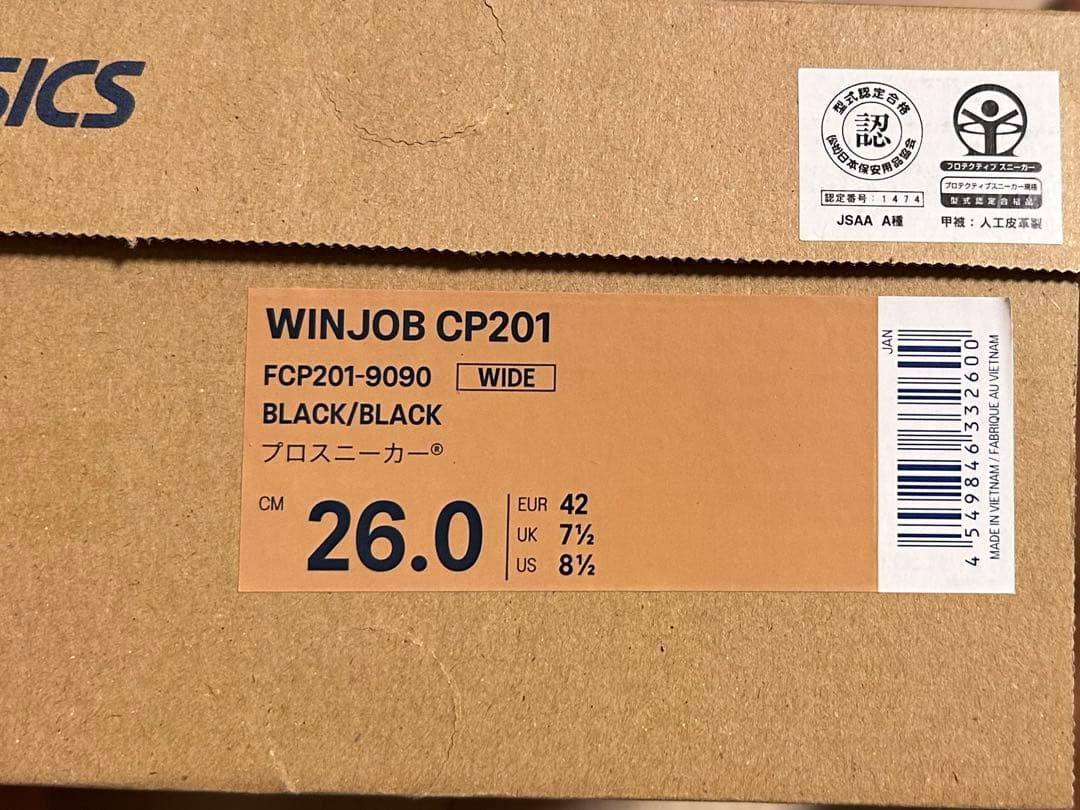 SICS
型式認定合格
認
(公社)日本保安用品協会
認定番号：1474
JSAA A種
プロテクティブ スニーカー
プロテクティブスニーカー規格
型式認定合格品
甲被：人工皮革製
WINJOB CP201
FCP201-9090 WIDE
BLACK/BLACK
プロスニーカー®
CM 26.0
EUR 42
UK 7½
US 8½
JAN
4549846332600
MADE IN VIETNAM / FABRIQUE AU VIETNAM